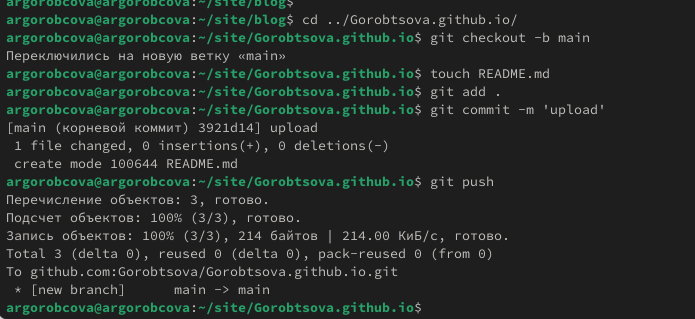 argorobcova@argorobcova:~/site/blog$
argorobcova@argorobcova:~/site/blog$ cd ../Gorobtsova.github.io/
argorobcova@argorobcova:~/site/Gorobtsova.github.io$ git checkout -b main
Переключились на новую ветку «main»
argorobcova@argorobcova:~/site/Gorobtsova.github.io$ touch README.md
argorobcova@argorobcova:~/site/Gorobtsova.github.io$ git add .
argorobcova@argorobcova:~/site/Gorobtsova.github.io$ git commit -m 'upload'
[main (корневой коммит) 3921d14] upload
 1 file changed, 0 insertions(+), 0 deletions(-)
 create mode 100644 README.md
argorobcova@argorobcova:~/site/Gorobtsova.github.io$ git push
Перечисление объектов: 3, готово.
Подсчет объектов: 100% (3/3), готово.
Запись объектов: 100% (3/3), 214 байтов | 214.00 КиБ/с, готово.
Total 3 (delta 0), reused 0 (delta 0), pack-reused 0 (from 0)
To github.com:Gorobtsova/Gorobtsova.github.io.git
 * [new branch]      main -> main
argorobcova@argorobcova:~/site/Gorobtsova.github.io$